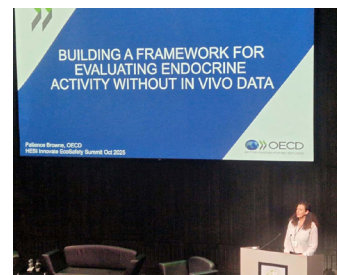 BUILDING A FRAMEWORK FOR
EVALUATING ENDOCRINE
ACTIVITY WITHOUT IN VIVO DATA
Patience Browne, OECD
HESI Innovate EcoSafety Summit Oct 2025
OECD